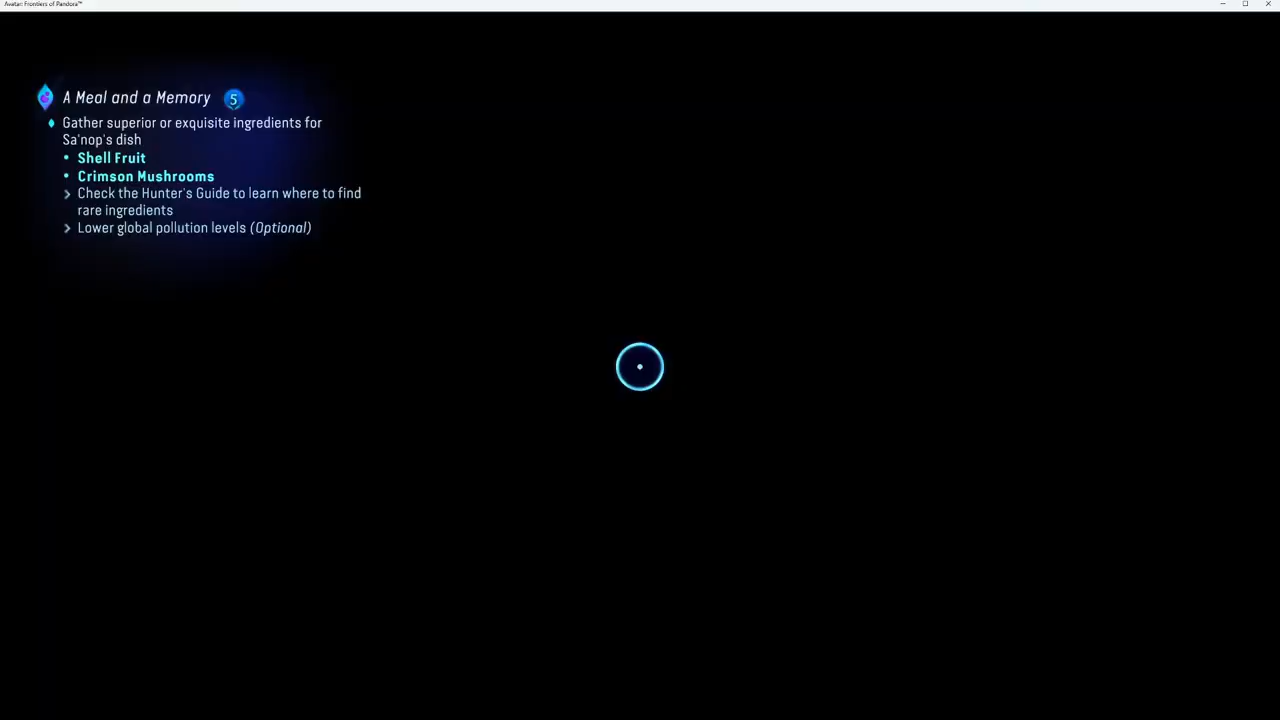 Avatar: Frontiers of Pandora™
A Meal and a Memory 5
Gather superior or exquisite ingredients for
Sa'nop's dish
• Shell Fruit
• Crimson Mushrooms
Check the Hunter's Guide to learn where to find
rare ingredients
Lower global pollution levels (Optional)